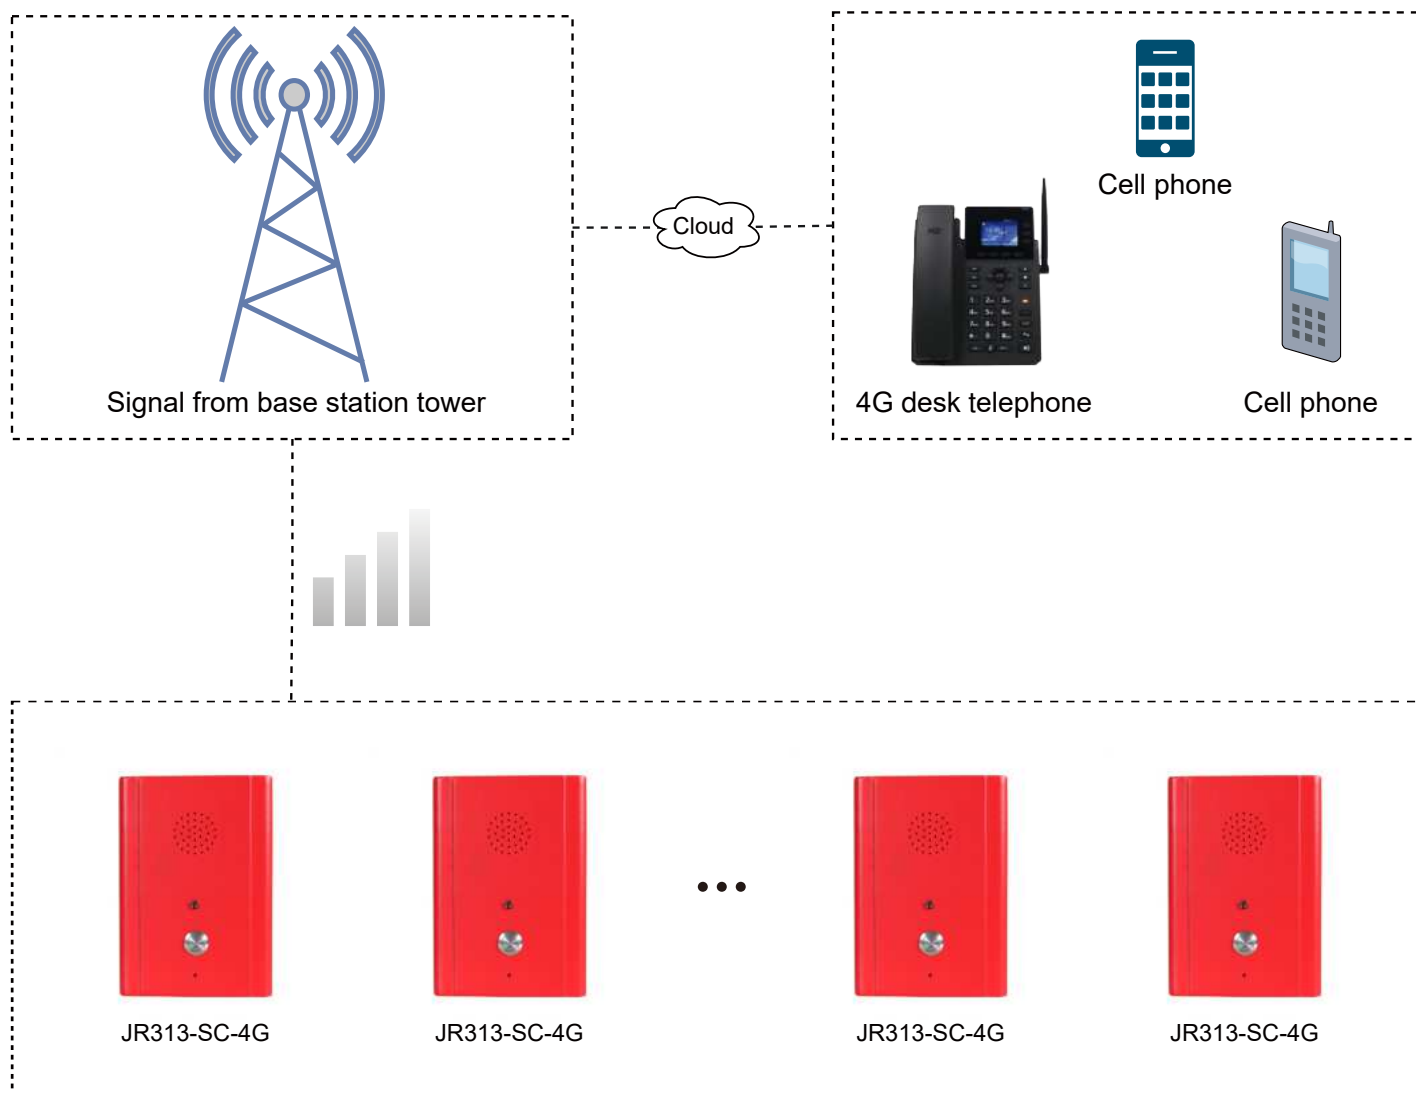 Cell phone
Cloud
Signal from base station tower
4G desk telephone
Cell phone
JR313-SC-4G
JR313-SC-4G
JR313-SC-4G
JR313-SC-4G